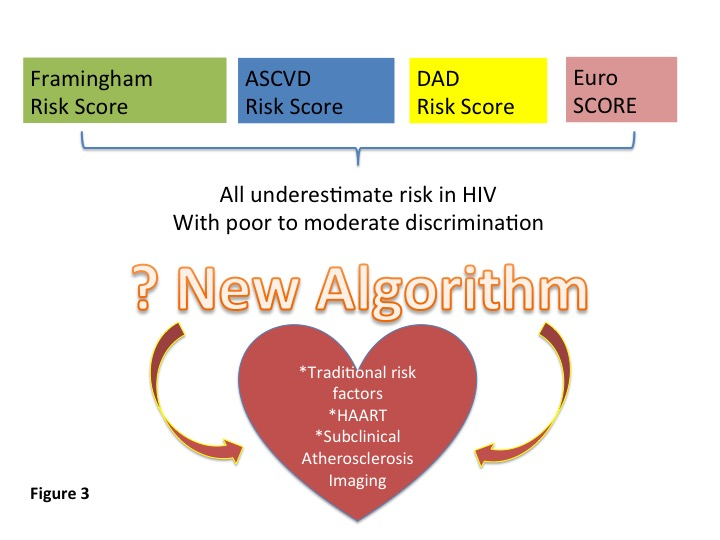 Framingham
Risk Score
ASCVD
Risk Score
DAD
Risk Score
Euro
SCORE
All underestimate risk in HIV
With poor to moderate discrimination
? New Algorithm
*Traditional risk
factors
*HAART
*Subclinical
Atherosclerosis
Imaging
Figure 3